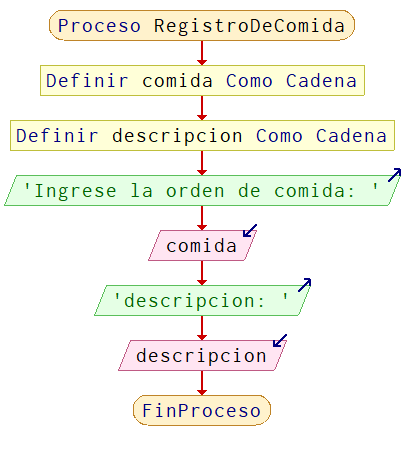 Proceso RegistroDeComida
Definir comida Como Cadena
Definir descripcion Como Cadena
'Ingrese la orden de comida: '
comida
'descripcion: '
descripcion
FinProceso